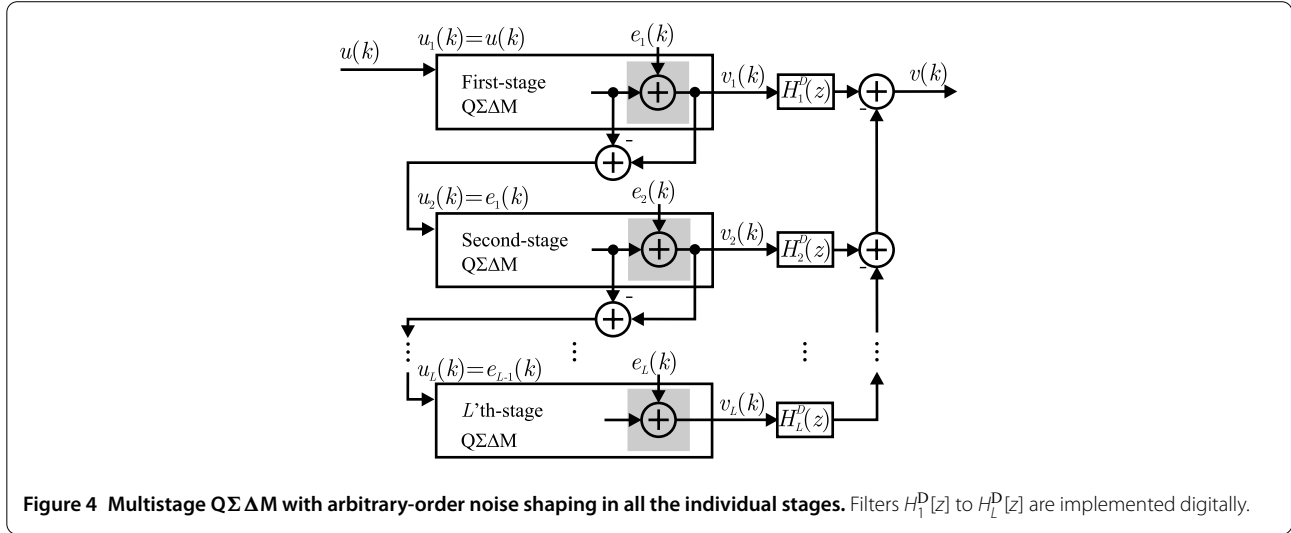 u(k)
u₁(k)=u(k)
e₁(k)
First-stage
QΣΔM
v₁(k)
H₁ᴰ(z)
v(k)
-
-
u₂(k)=e₁(k)
e₂(k)
Second-stage
QΣΔM
v₂(k)
H₂ᴰ(z)
-
-
u_L(k)=e_{L-1}(k)
e_L(k)
L'th-stage
QΣΔM
v_L(k)
H_L^D(z)
Figure 4 Multistage QΣΔM with arbitrary-order noise shaping in all the individual stages. Filters H₁ᴰ[z] to H_L^D[z] are implemented digitally.